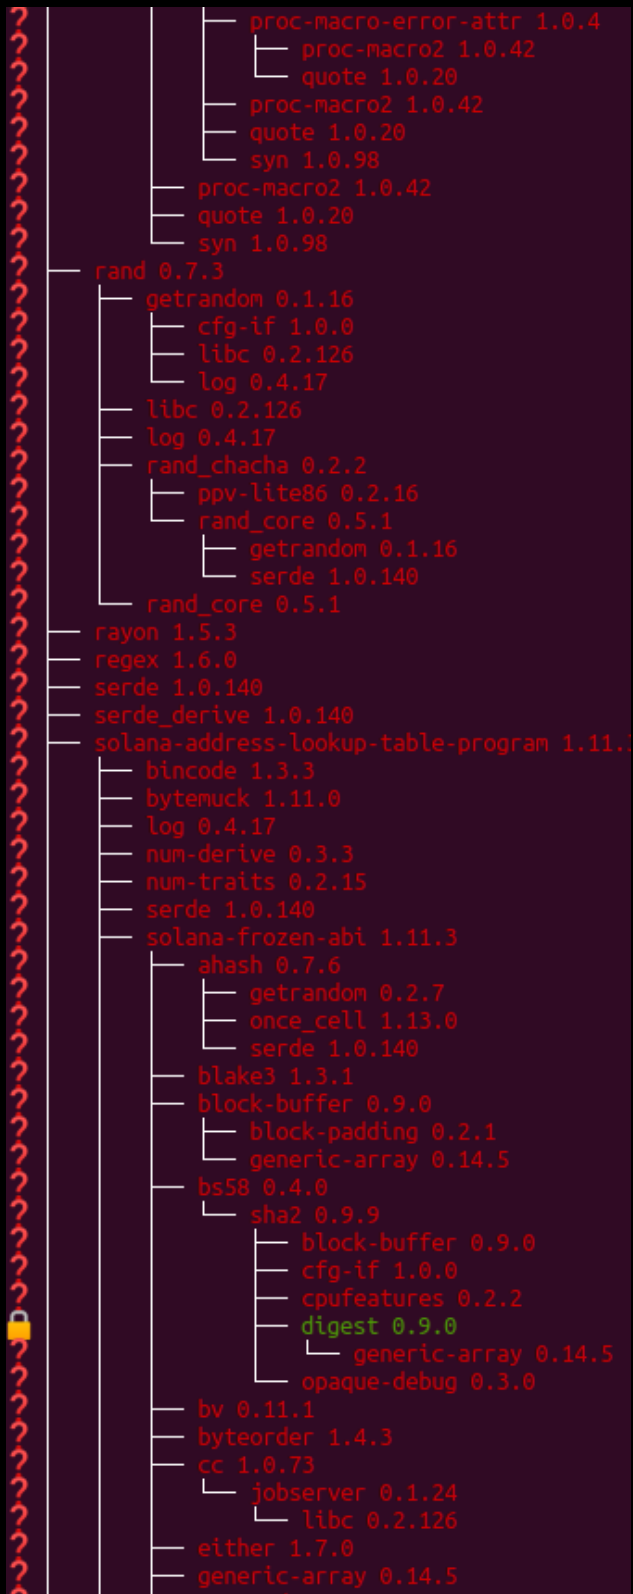 proc-macro-error-attr 1.0.4
proc-macro2 1.0.42
quote 1.0.20
proc-macro2 1.0.42
quote 1.0.20
syn 1.0.98
proc-macro2 1.0.42
quote 1.0.20
syn 1.0.98
rand 0.7.3
getrandom 0.1.16
cfg-if 1.0.0
libc 0.2.126
log 0.4.17
libc 0.2.126
log 0.4.17
rand_chacha 0.2.2
ppv-lite86 0.2.16
rand_core 0.5.1
getrandom 0.1.16
serde 1.0.140
rand_core 0.5.1
rayon 1.5.3
regex 1.6.0
serde 1.0.140
serde_derive 1.0.140
solana-address-lookup-table-program 1.11.
bincode 1.3.3
bytemuck 1.11.0
log 0.4.17
num-derive 0.3.3
num-traits 0.2.15
serde 1.0.140
solana-frozen-abi 1.11.3
ahash 0.7.6
getrandom 0.2.7
once_cell 1.13.0
serde 1.0.140
blake3 1.3.1
block-buffer 0.9.0
block-padding 0.2.1
generic-array 0.14.5
bs58 0.4.0
sha2 0.9.9
block-buffer 0.9.0
cfg-if 1.0.0
cpufeatures 0.2.2
digest 0.9.0
generic-array 0.14.5
opaque-debug 0.3.0
bv 0.11.1
byteorder 1.4.3
cc 1.0.73
jobserver 0.1.24
libc 0.2.126
either 1.7.0
generic-array 0.14.5